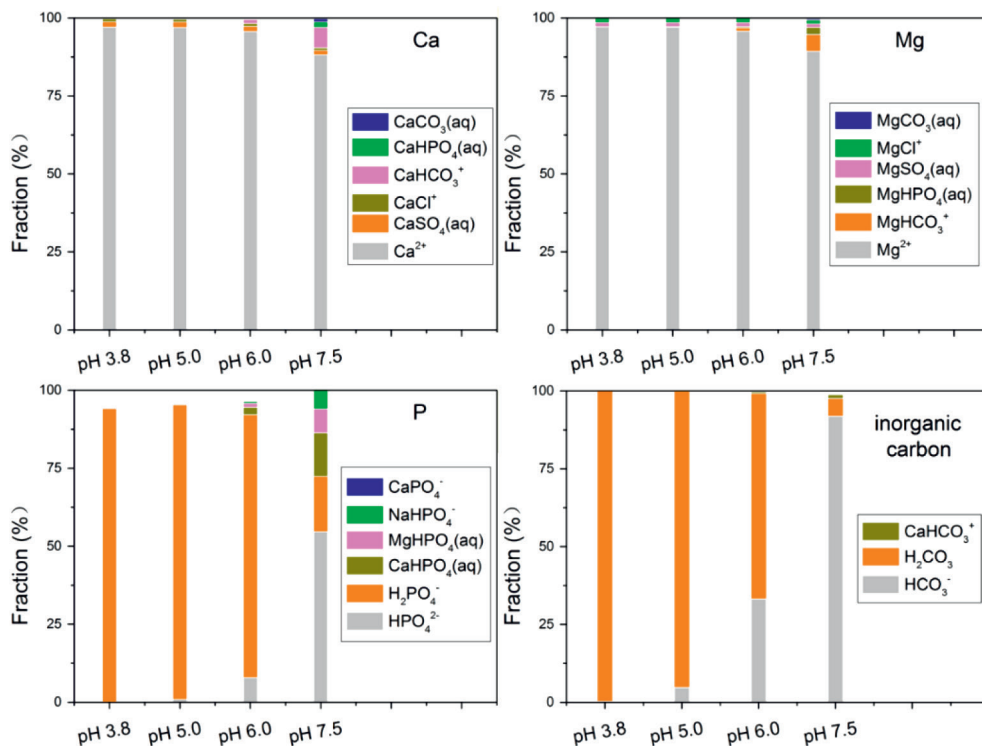 Ca
Fraction (%)
100
75
50
25
0
CaCO₃(aq)
CaHPO₄(aq)
CaHCO₃⁺
CaCl⁺
CaSO₄(aq)
Ca²⁺
pH 3.8 pH 5.0 pH 6.0 pH 7.5
Mg
Fraction (%)
100
75
50
25
0
MgCO₃(aq)
MgCl⁺
MgSO₄(aq)
MgHPO₄(aq)
MgHCO₃⁺
Mg²⁺
pH 3.8 pH 5.0 pH 6.0 pH 7.5
P
Fraction (%)
100
75
50
25
0
CaPO₄⁻
NaHPO₄⁻
MgHPO₄(aq)
CaHPO₄(aq)
H₂PO₄⁻
HPO₄²⁻
pH 3.8 pH 5.0 pH 6.0 pH 7.5
inorganic
carbon
Fraction (%)
100
75
50
25
0
CaHCO₃⁺
H₂CO₃
HCO₃⁻
pH 3.8 pH 5.0 pH 6.0 pH 7.5